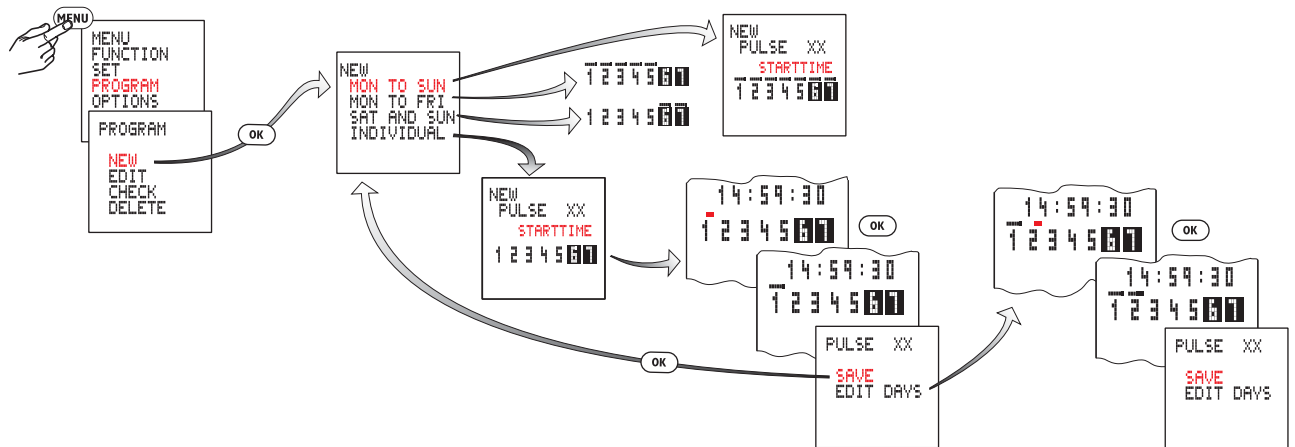 MENU
MENU
FUNCTION
SET
PROGRAM
OPTIONS
PROGRAM
NEW
EDIT
CHECK
DELETE
OK
NEW
MON TO SUN
MON TO FRI
SAT AND SUN
INDIVIDUAL
NEW
PULSE XX
STARTTIME
1 2 3 4 5 6 7
1 2 3 4 5 6 7
1 2 3 4 5 6 7
NEW
PULSE XX
STARTTIME
1 2 3 4 5 6 7
14:59:30
1 2 3 4 5 6 7
OK
14:59:30
1 2 3 4 5 6 7
PULSE XX
SAVE
EDIT DAYS
OK
14:59:30
1 2 3 4 5 6 7
OK
14:59:30
1 2 3 4 5 6 7
PULSE XX
SAVE
EDIT DAYS